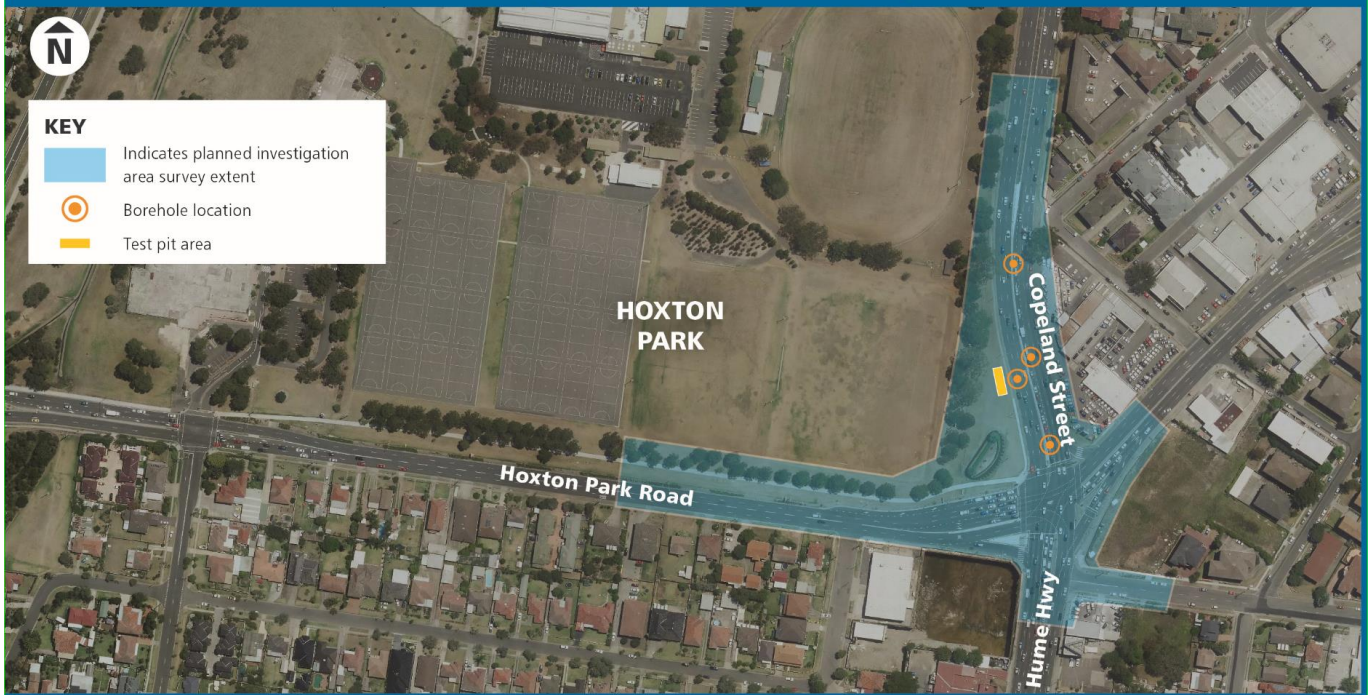 N
KEY
Indicates planned investigation
area survey extent
Borehole location
Test pit area
HOXTON
PARK
Copeland Street
Hoxton Park Road
Hume Hwy